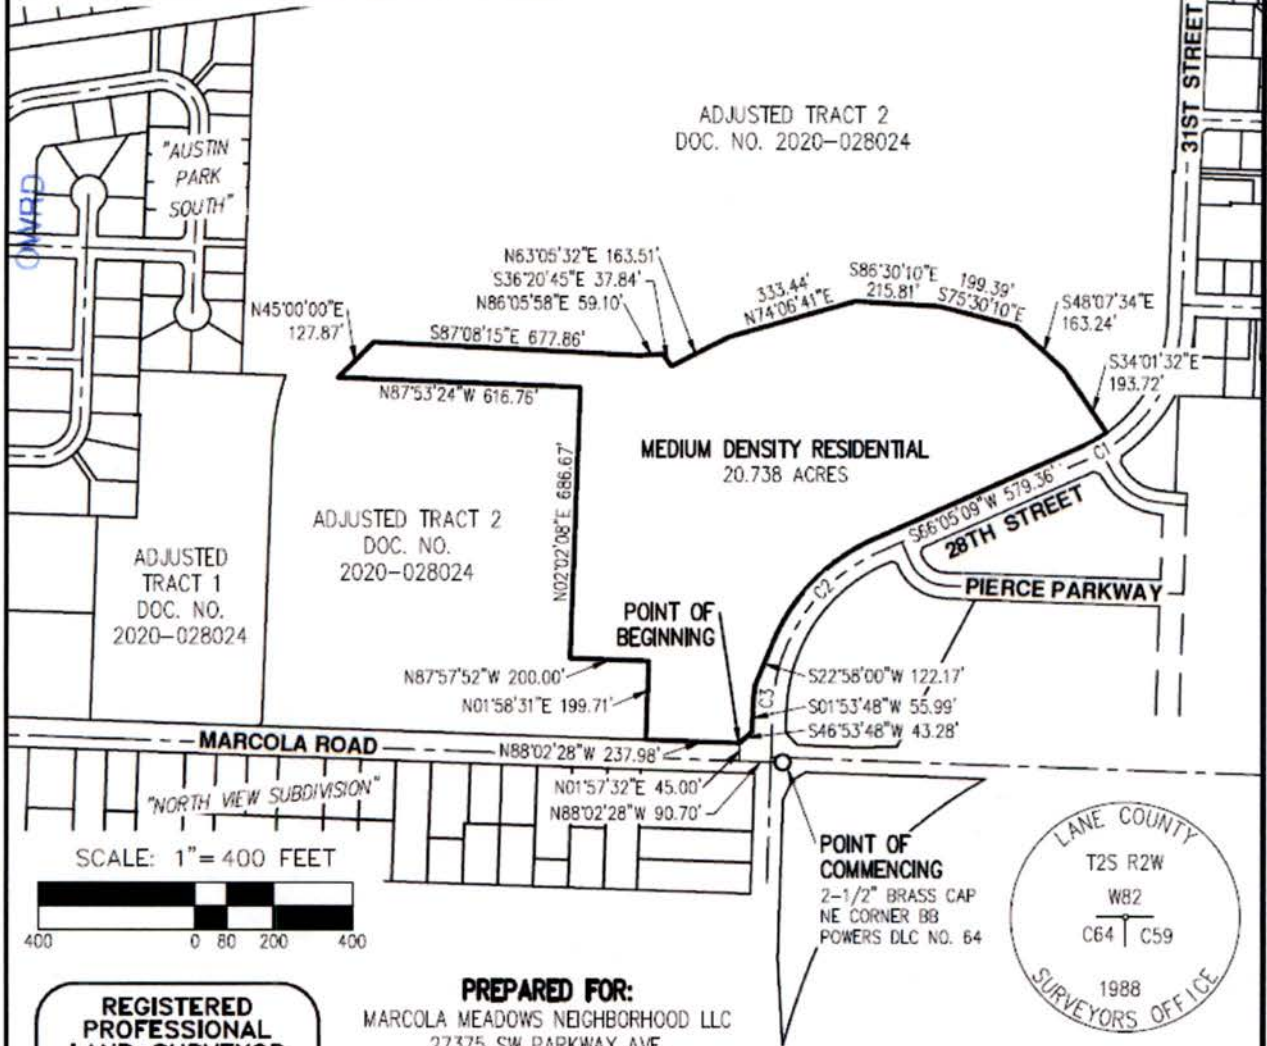 31ST STREET
ADJUSTED TRACT 2
DOC. NO. 2020-028024
"AUSTIN
PARK
SOUTH"
OWRD
N63°05'32"E 163.51'
S36°20'45"E 37.84'
N86°05'58"E 59.10'
333.44'
N74°06'41"E
S86°30'10"E
215.81'
199.39'
S75°30'10"E
S48°07'34"E
163.24'
N45°00'00"E
127.87'
S87°08'15"E 677.86'
S34°01'32"E
193.72'
N87°53'24"W 616.76'
MEDIUM DENSITY RESIDENTIAL
20.738 ACRES
C1
N02°02'08"E 686.67'
S66°05'09"W 579.36'
28TH STREET
ADJUSTED TRACT 2
DOC. NO.
2020-028024
ADJUSTED
TRACT 1
DOC. NO.
2020-028024
C2
PIERCE PARKWAY
POINT OF
BEGINNING
N87°57'52"W 200.00'
N01°58'31"E 199.71'
C3
S22°58'00"W 122.17'
S01°53'48"W 55.99'
S46°53'48"W 43.28'
MARCOLA ROAD
N88°02'28"W 237.98'
N01°57'32"E 45.00'
N88°02'28"W 90.70'
"NORTH VIEW SUBDIVISION"
SCALE: 1"= 400 FEET
400 0 80 200 400
POINT OF
COMMENCING
2-1/2" BRASS CAP
NE CORNER BB
POWERS DLC NO. 64
LANE COUNTY
T2S R2W
W82
C64 C59
1988
SURVEYORS OFFICE
REGISTERED
PROFESSIONAL
LAND SURVEYOR
PREPARED FOR:
MARCOLA MEADOWS NEIGHBORHOOD LLC
27375 SW PARKWAY AVE